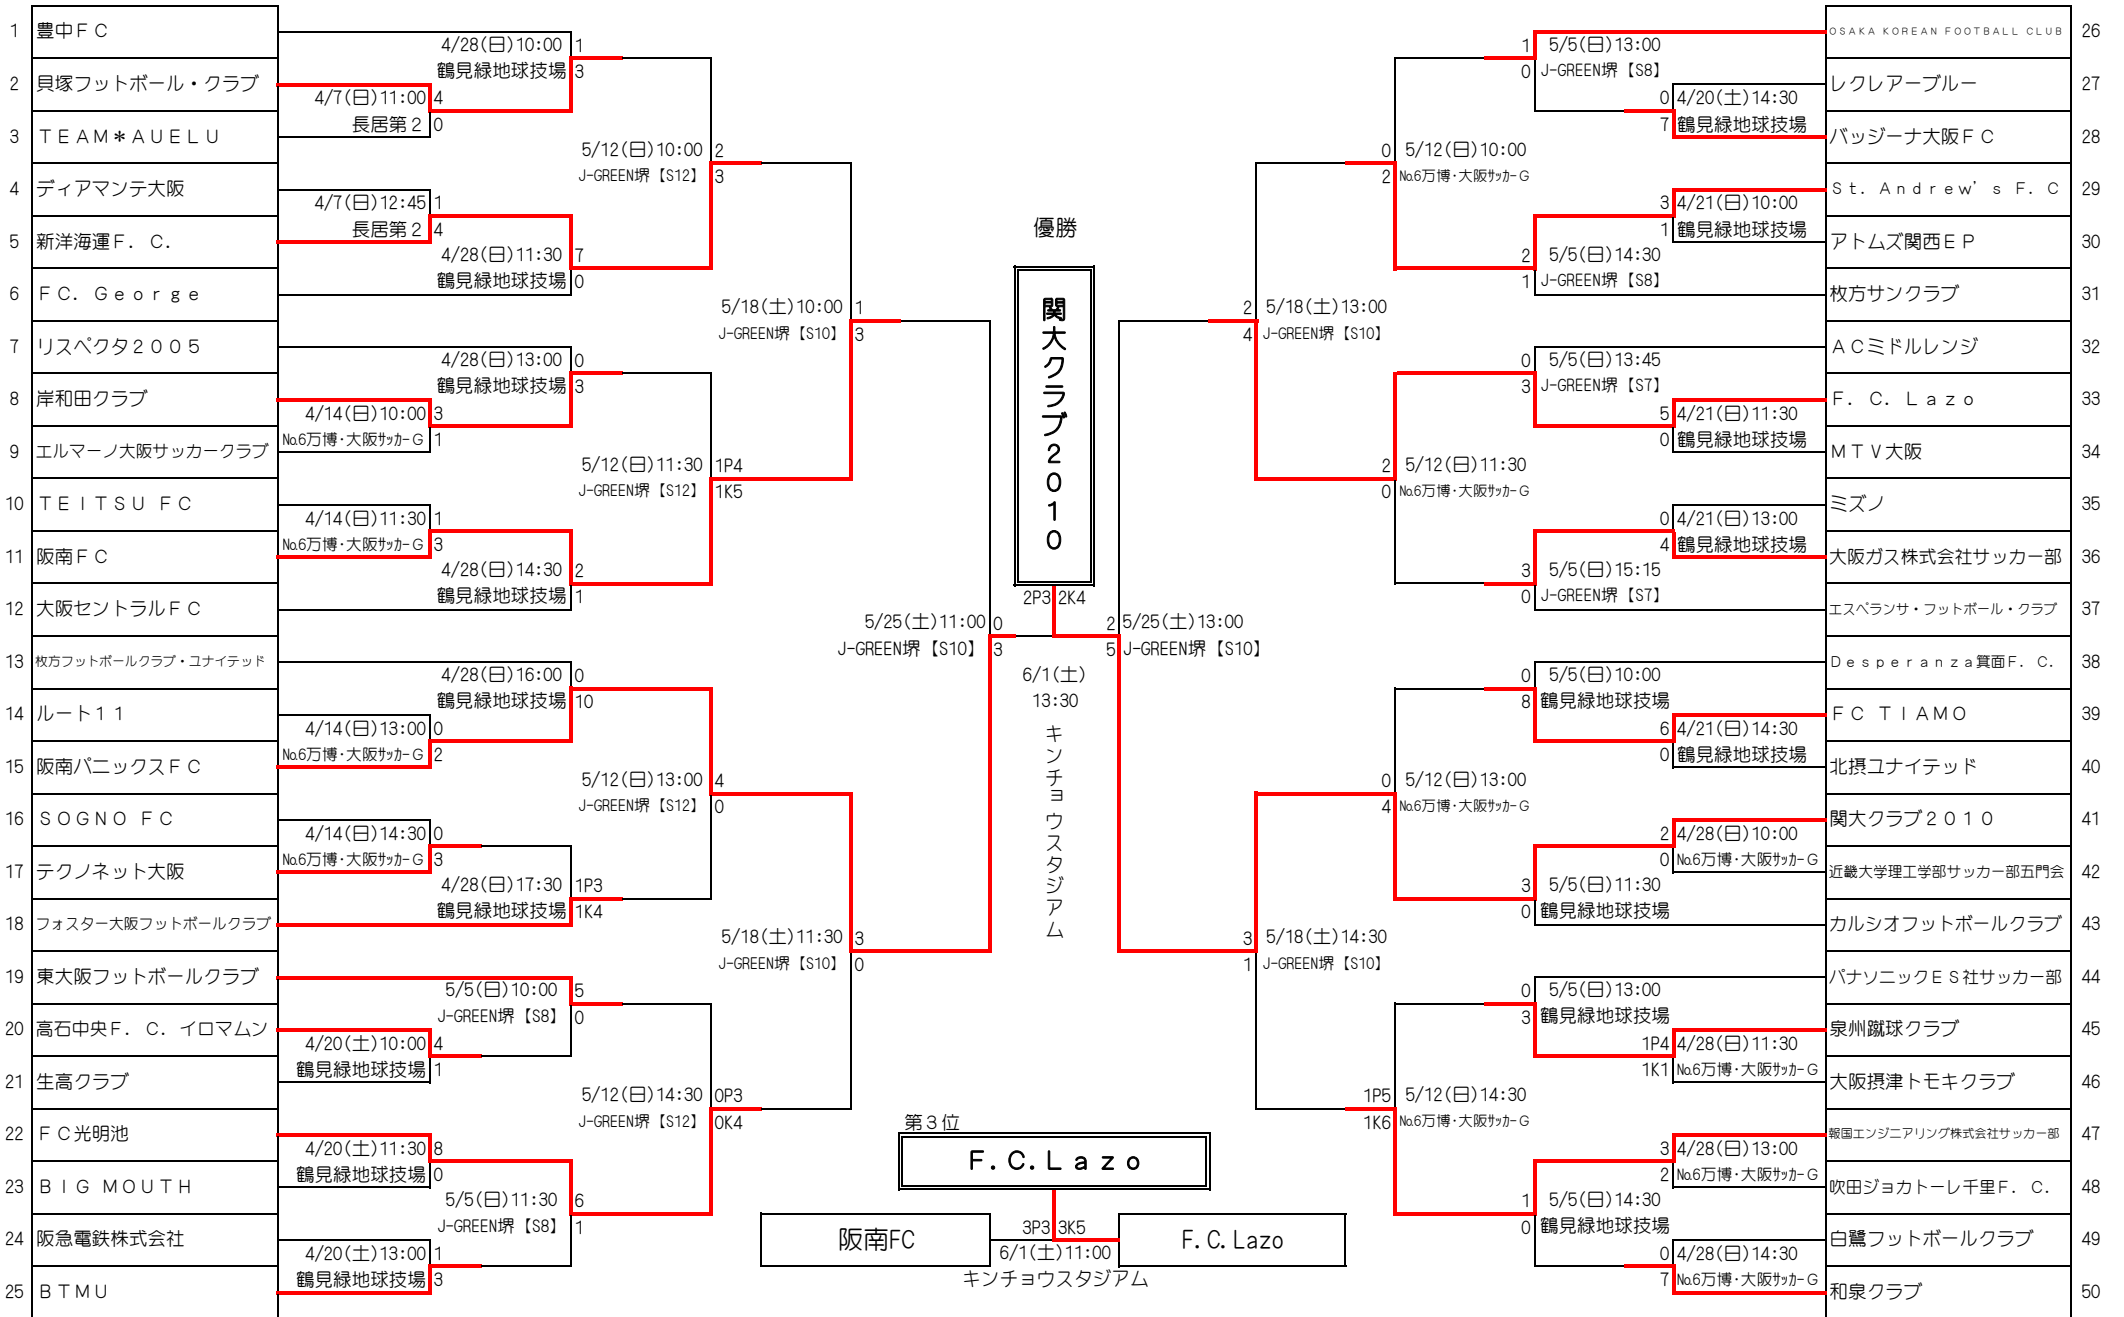 1 豊中ＦＣ
2 貝塚フットボール・クラブ
3 ＴＥＡＭ＊ＡＵＥＬＵ
4 ディアマンテ大阪
5 新洋海運Ｆ．Ｃ．
6 ＦＣ．Ｇｅｏｒｇｅ
7 リスペクタ２００５
8 岸和田クラブ
9 エルマーノ大阪サッカークラブ
10 ＴＥＩＴＳＵ ＦＣ
11 阪南ＦＣ
12 大阪セントラルＦＣ
13 枚方フットボールクラブ・ユナイテッド
14 ルート１１
15 阪南パニックスＦＣ
16 ＳＯＧＮＯ ＦＣ
17 テクノネット大阪
18 フォスター大阪フットボールクラブ
19 東大阪フットボールクラブ
20 高石中央Ｆ．Ｃ．イロマムン
21 生高クラブ
22 ＦＣ光明池
23 ＢＩＧ ＭＯＵＴＨ
24 阪急電鉄株式会社
25 ＢＴＭＵ
4/7(日)11:00 4
長居第２ 0
4/7(日)12:45 1
長居第２ 4
4/14(日)10:00 3
№6万博・大阪ｻｯｶｰＧ 1
4/14(日)11:30 1
№6万博・大阪ｻｯｶｰＧ 3
4/14(日)13:00 0
№6万博・大阪ｻｯｶｰＧ 2
4/14(日)14:30 0
№6万博・大阪ｻｯｶｰＧ 3
4/20(土)10:00 4
鶴見緑地球技場 1
4/20(土)11:30 8
鶴見緑地球技場 0
4/20(土)13:00 1
鶴見緑地球技場 3
4/28(日)10:00 1
鶴見緑地球技場 3
4/28(日)11:30 7
鶴見緑地球技場 0
4/28(日)13:00 0
鶴見緑地球技場 3
4/28(日)14:30 2
鶴見緑地球技場 1
4/28(日)16:00 0
鶴見緑地球技場 10
4/28(日)17:30 1P3
鶴見緑地球技場 1K4
5/5(日)10:00 5
J-GREEN堺【S8】 0
5/5(日)11:30 6
J-GREEN堺【S8】 1
5/12(日)10:00 2
J-GREEN堺【S12】 3
5/12(日)11:30 1P4
J-GREEN堺【S12】 1K5
5/12(日)13:00 4
J-GREEN堺【S12】 0
5/12(日)14:30 0P3
J-GREEN堺【S12】 0K4
5/18(土)10:00 1
J-GREEN堺【S10】 3
5/18(土)11:30 3
J-GREEN堺【S10】 0
5/25(土)11:00 0
J-GREEN堺【S10】 3
優勝
関大クラブ２０１０
2P3 2K4
6/1(土)
13:30
キンチョウスタジアム
第３位
Ｆ．Ｃ．Ｌａｚｏ
阪南FC
3P3 3K5
F.C.Lazo
6/1(土)11:00
キンチョウスタジアム
2 5/25(土)13:00
5 J-GREEN堺【S10】
2 5/18(土)13:00
4 J-GREEN堺【S10】
3 5/18(土)14:30
1 J-GREEN堺【S10】
0 5/12(日)10:00
2 №6万博・大阪ｻｯｶｰＧ
2 5/12(日)11:30
0 №6万博・大阪ｻｯｶｰＧ
0 5/12(日)13:00
4 №6万博・大阪ｻｯｶｰＧ
1P5 5/12(日)14:30
1K6 №6万博・大阪ｻｯｶｰＧ
1 5/5(日)13:00
0 J-GREEN堺【S8】
2 5/5(日)14:30
1 J-GREEN堺【S8】
0 5/5(日)13:45
3 J-GREEN堺【S7】
3 5/5(日)15:15
0 J-GREEN堺【S7】
0 5/5(日)10:00
8 鶴見緑地球技場
3 5/5(日)11:30
0 鶴見緑地球技場
0 5/5(日)13:00
3 鶴見緑地球技場
1 5/5(日)14:30
0 鶴見緑地球技場
0 4/20(土)14:30
7 鶴見緑地球技場
3 4/21(日)10:00
1 鶴見緑地球技場
5 4/21(日)11:30
0 鶴見緑地球技場
0 4/21(日)13:00
4 鶴見緑地球技場
6 4/21(日)14:30
0 鶴見緑地球技場
2 4/28(日)10:00
0 №6万博・大阪ｻｯｶｰＧ
1P4 4/28(日)11:30
1K1 №6万博・大阪ｻｯｶｰＧ
3 4/28(日)13:00
2 №6万博・大阪ｻｯｶｰＧ
0 4/28(日)14:30
7 №6万博・大阪ｻｯｶｰＧ
ＯＳＡＫＡ ＫＯＲＥＡＮ ＦＯＯＴＢＡＬＬ ＣＬＵＢ 26
レクレアーブルー 27
バッジーナ大阪ＦＣ 28
Ｓｔ．Ａｎｄｒｅｗ’ｓ Ｆ．Ｃ 29
アトムズ関西ＥＰ 30
枚方サンクラブ 31
ＡＣミドルレンジ 32
Ｆ．Ｃ．Ｌａｚｏ 33
ＭＴＶ大阪 34
ミズノ 35
大阪ガス株式会社サッカー部 36
エスペランサ・フットボール・クラブ 37
Ｄｅｓｐｅｒａｎｚａ箕面Ｆ．Ｃ． 38
ＦＣ ＴＩＡＭＯ 39
北摂ユナイテッド 40
関大クラブ２０１０ 41
近畿大学理工学部サッカー部五門会 42
カルシオフットボールクラブ 43
パナソニックＥＳ社サッカー部 44
泉州蹴球クラブ 45
大阪摂津トモキクラブ 46
報国エンジニアリング株式会社サッカー部 47
吹田ジョカトーレ千里Ｆ．Ｃ． 48
白鷺フットボールクラブ 49
和泉クラブ 50